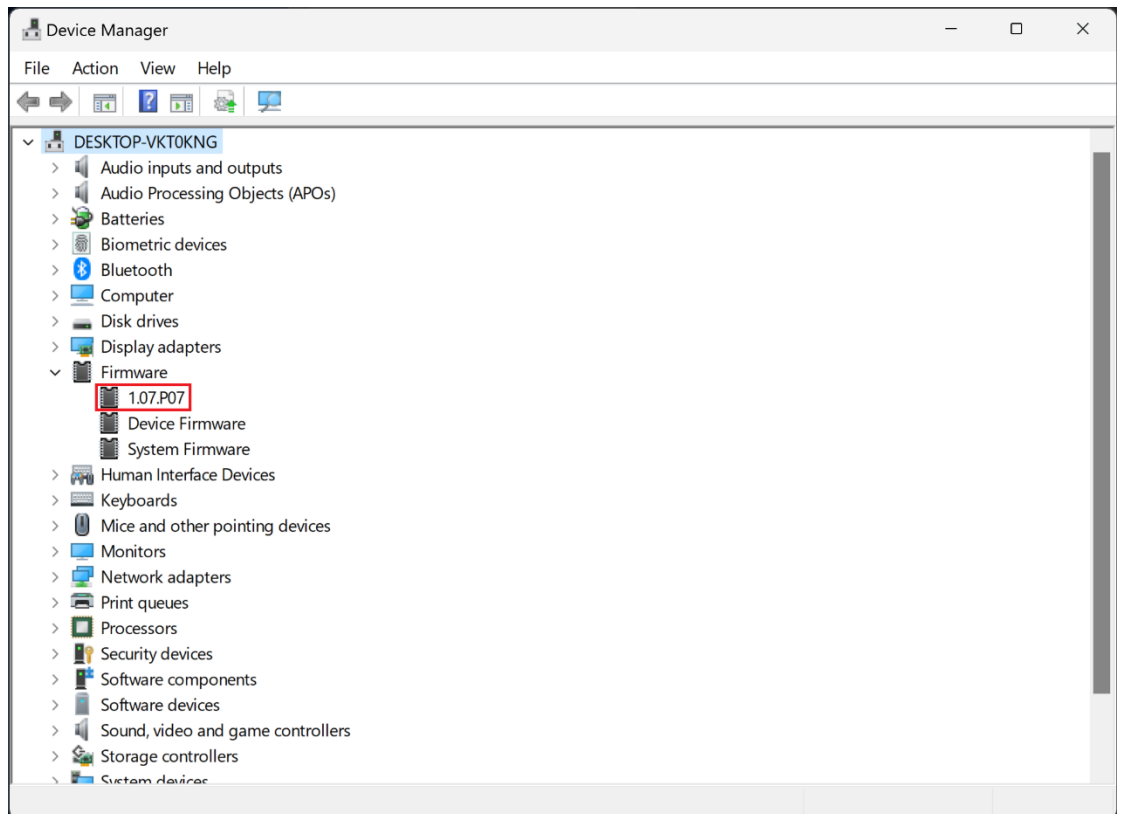 Device Manager
File Action View Help
DESKTOP-VKT0KNG
Audio inputs and outputs
Audio Processing Objects (APOs)
Batteries
Biometric devices
Bluetooth
Computer
Disk drives
Display adapters
Firmware
1.07.P07
Device Firmware
System Firmware
Human Interface Devices
Keyboards
Mice and other pointing devices
Monitors
Network adapters
Print queues
Processors
Security devices
Software components
Software devices
Sound, video and game controllers
Storage controllers
System devices